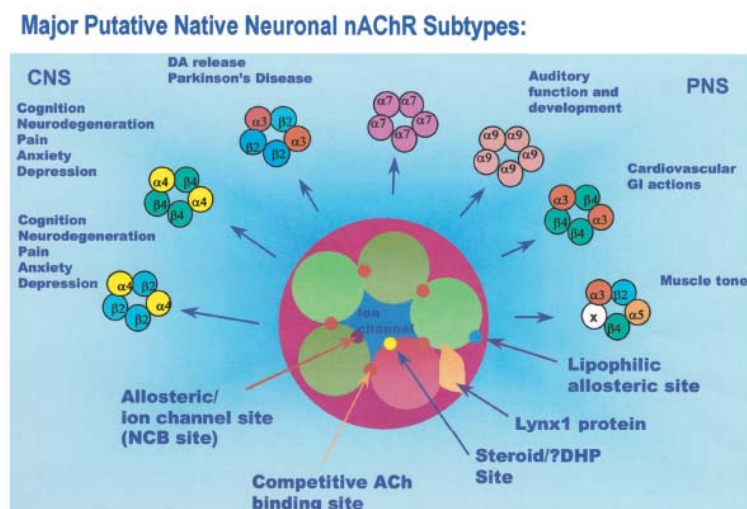 Major Putative Native Neuronal nAChR Subtypes:
CNS
Cognition
Neurodegeneration
Pain
Anxiety
Depression
DA release
Parkinson's Disease
Auditory
function and
development
PNS
Cardiovascular
GI actions
Muscle tone
Cognition
Neurodegeneration
Pain
Anxiety
Depression
α3 β2
β2 β2 α3
α7 α7
α7 α7
α7
α9 α9
α9 α9
α9
α4 β4
β4 β4 α4
α3 β4
β4 β4 α3
α4 β2
β2 β2 α4
α3 β2
x β4 α5
Ion
channel
Allosteric/
ion channel site
(NCB site)
Competitive ACh
binding site
Steroid/?DHP
Site
Lynx1 protein
Lipophilic
allosteric site